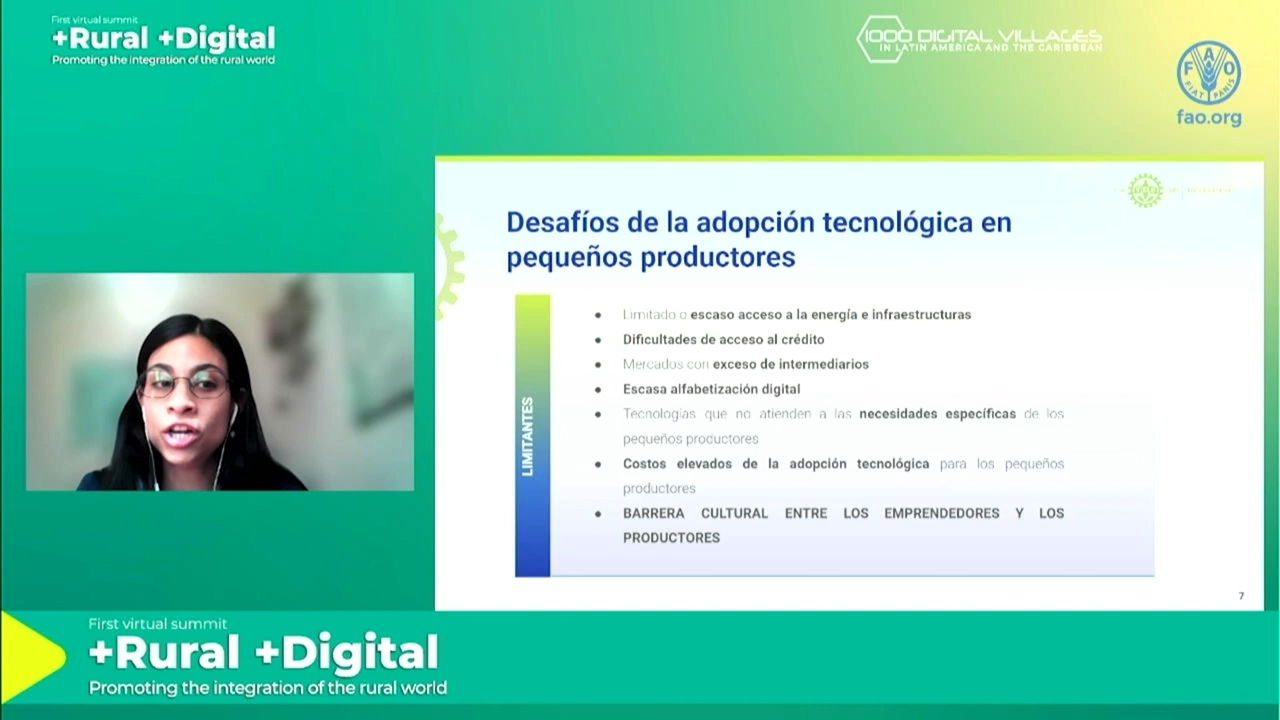 First virtual summit
+Rural +Digital
Promoting the integration of the rural world
1000 DIGITAL VILLAGES
IN LATIN AMERICA AND THE CARIBBEAN
F A O
FIAT PANIS
fao.org
Desafíos de la adopción tecnológica en
pequeños productores
LIMITANTES
● Limitado o escaso acceso a la energía e infraestructuras
● Dificultades de acceso al crédito
● Mercados con exceso de intermediarios
● Escasa alfabetización digital
● Tecnologías que no atienden a las necesidades específicas de los
pequeños productores
● Costos elevados de la adopción tecnológica para los pequeños
productores
● BARRERA CULTURAL ENTRE LOS EMPRENDEDORES Y LOS
PRODUCTORES
7
First virtual summit
+Rural +Digital
Promoting the integration of the rural world